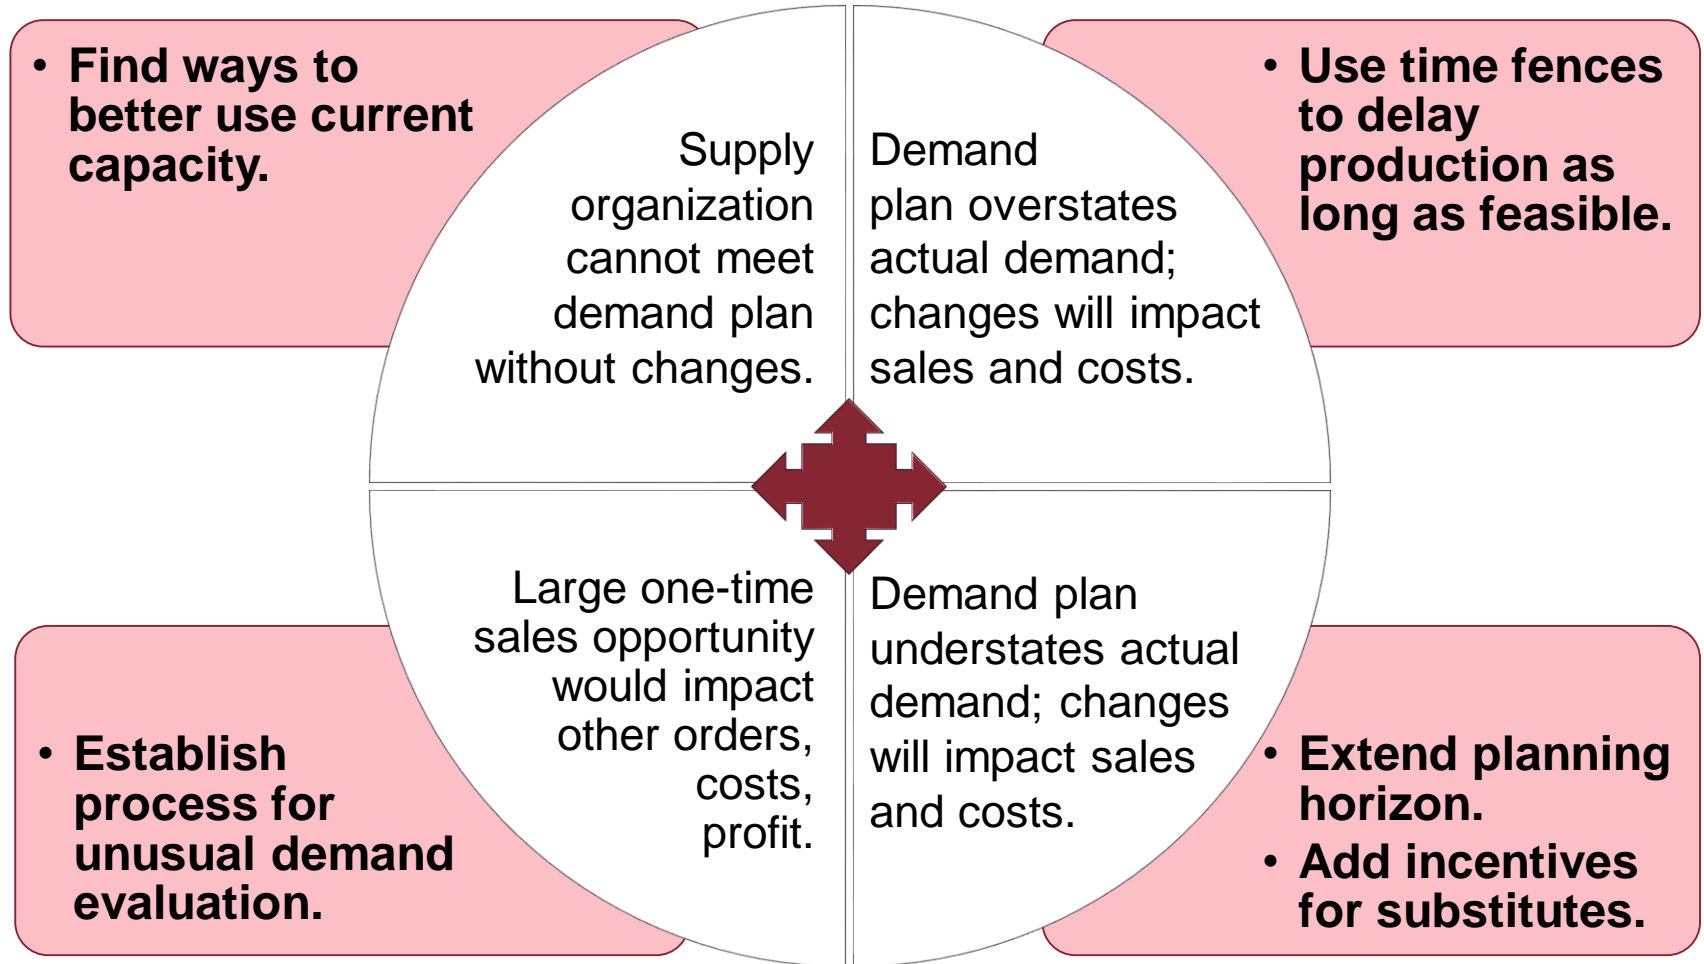 • Find ways to
better use current
capacity.
Supply
organization
cannot meet
demand plan
without changes.
Demand
plan overstates
actual demand;
changes will impact
sales and costs.
• Use time fences
to delay
production as
long as feasible.
• Establish
process for
unusual demand
evaluation.
Large one-time
sales opportunity
would impact
other orders,
costs,
profit.
Demand plan
understates actual
demand; changes
will impact sales
and costs.
• Extend planning
horizon.
• Add incentives
for substitutes.